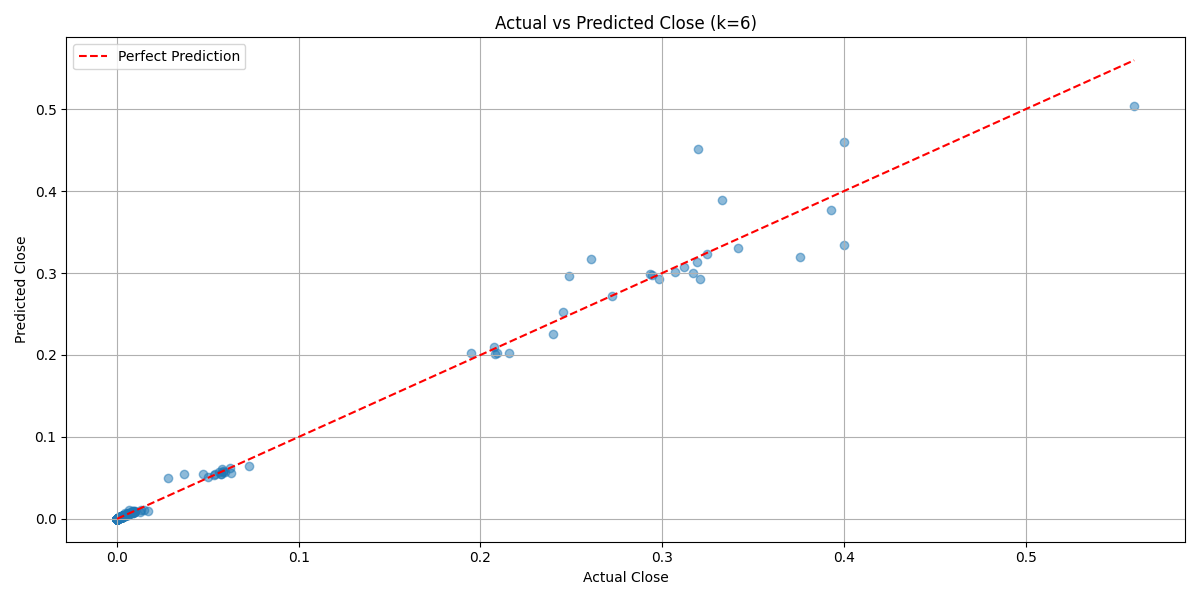 Actual vs Predicted Close (k=6)
Perfect Prediction
Predicted Close
0.5
0.4
0.3
0.2
0.1
0.0
0.0 0.1 0.2 0.3 0.4 0.5
Actual Close